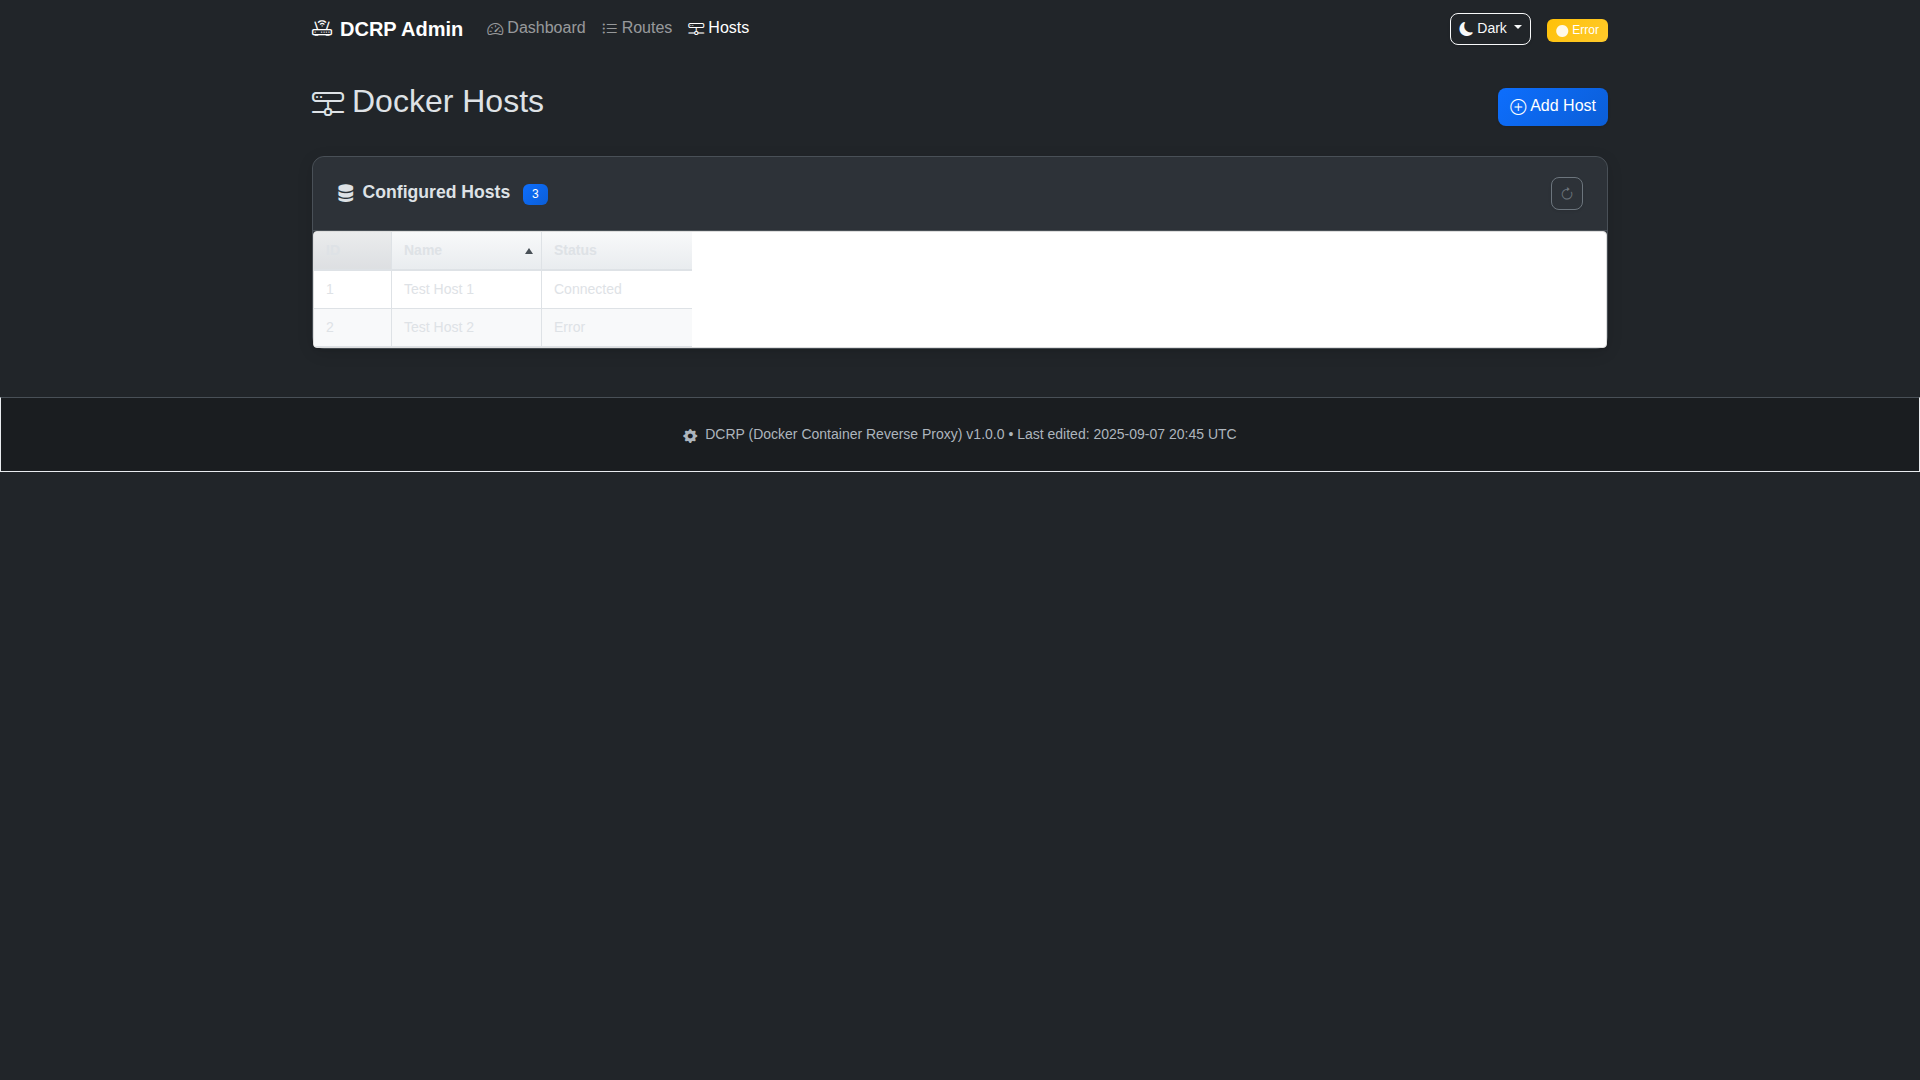 DCRP Admin Dashboard Routes Hosts Dark Error
Docker Hosts Add Host
Configured Hosts 3
ID Name Status
1 Test Host 1 Connected
2 Test Host 2 Error
DCRP (Docker Container Reverse Proxy) v1.0.0 • Last edited: 2025-09-07 20:45 UTC